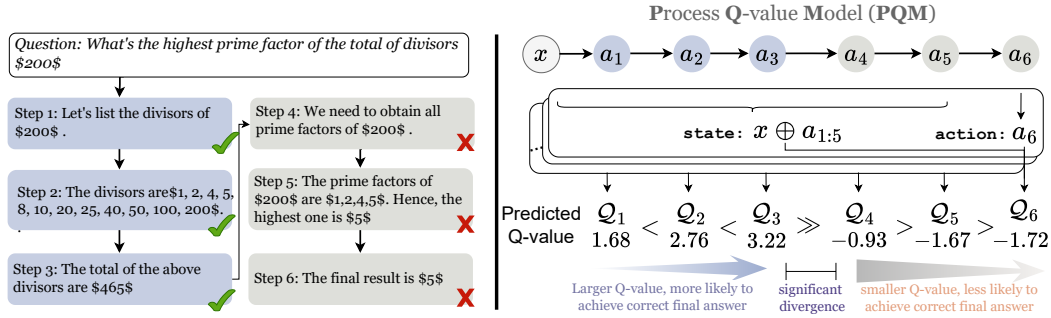 Question: What's the highest prime factor of the total of divisors
$200$
Step 1: Let's list the divisors of
$200$ .
Step 2: The divisors are$1, 2, 4, 5,
8, 10, 20, 25, 40, 50, 100, 200$.
.
Step 3: The total of the above
divisors are $465$
Step 4: We need to obtain all
prime factors of $200$ .
Step 5: The prime factors of
$200$ are $1,2,4,5$. Hence, the
highest one is $5$
Step 6: The final result is $5$
Process Q-value Model (PQM)
x a₁ a₂ a₃ a₄ a₅ a₆
state: x ⊕ a₁:₅ action: a₆
...
Predicted
Q-value
Q₁ < Q₂ < Q₃ ≫ Q₄ > Q₅ > Q₆
1.68 2.76 3.22 −0.93 −1.67 −1.72
Larger Q-value, more likely to
achieve correct final answer
significant
divergence
smaller Q-value, less likely to
achieve correct final answer